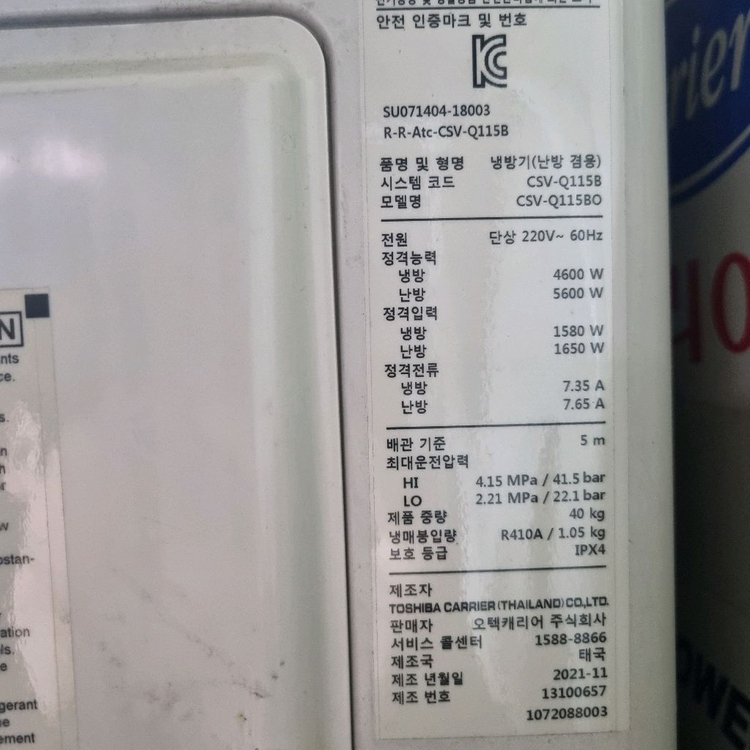 안전 인증마크 및 번호
SU071404-18003
R-R-Atc-CSV-Q115B
품명 및 형명 냉방기(난방 겸용)
시스템 코드 CSV-Q115B
모델명 CSV-Q115BO
전원 단상 220V~ 60Hz
정격능력
냉방 4600 W
난방 5600 W
정격입력
냉방 1580 W
난방 1650 W
정격전류
냉방 7.35 A
난방 7.65 A
배관 기준 5 m
최대운전압력
HI 4.15 MPa / 41.5 bar
LO 2.21 MPa / 22.1 bar
제품 중량 40 kg
냉매봉입량 R410A / 1.05 kg
보호 등급 IPX4
제조자
TOSHIBA CARRIER (THAILAND) CO.,LTD.
판매자 오텍캐리어 주식회사
서비스 콜센터 1588-8866
제조국 태국
제조 년월일 2021-11
제조 번호 13100657
1072088003